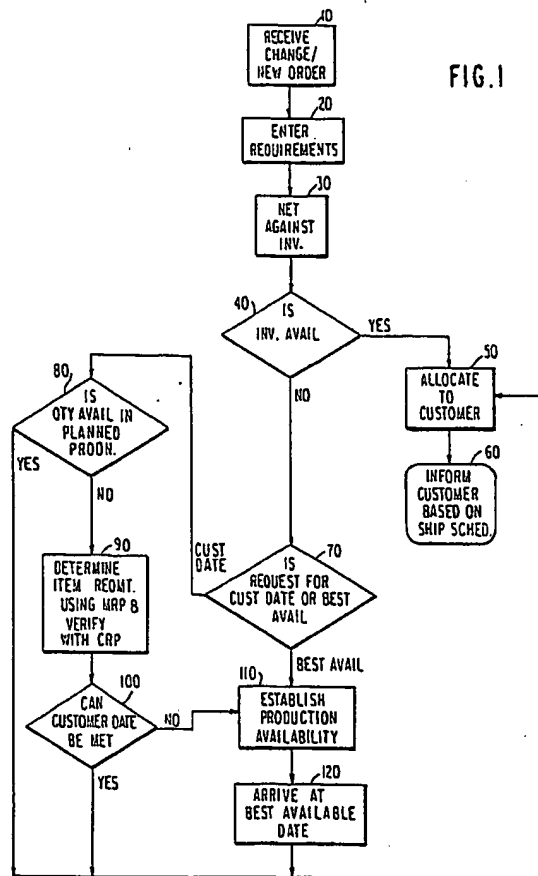 FIG.1
10
RECEIVE
CHANGE/
NEW ORDER
20
ENTER
REQUIREMENTS
30
NET
AGAINST
INV.
40
IS
INV. AVAIL
YES
NO
50
ALLOCATE
TO
CUSTOMER
60
INFORM
CUSTOMER
BASED ON
SHIP SCHED.
70
IS
REQUEST FOR
CUST DATE OR BEST
AVAIL
CUST
DATE
BEST AVAIL
80
IS
QTY AVAIL IN
PLANNED
PRODN.
YES
NO
90
DETERMINE
ITEM REQMT.
USING MRP &
VERIFY
WITH CRP
100
CAN
CUSTOMER DATE
BE MET
NO
YES
110
ESTABLISH
PRODUCTION
AVAILABILITY
120
ARRIVE AT
BEST AVAILABLE
DATE